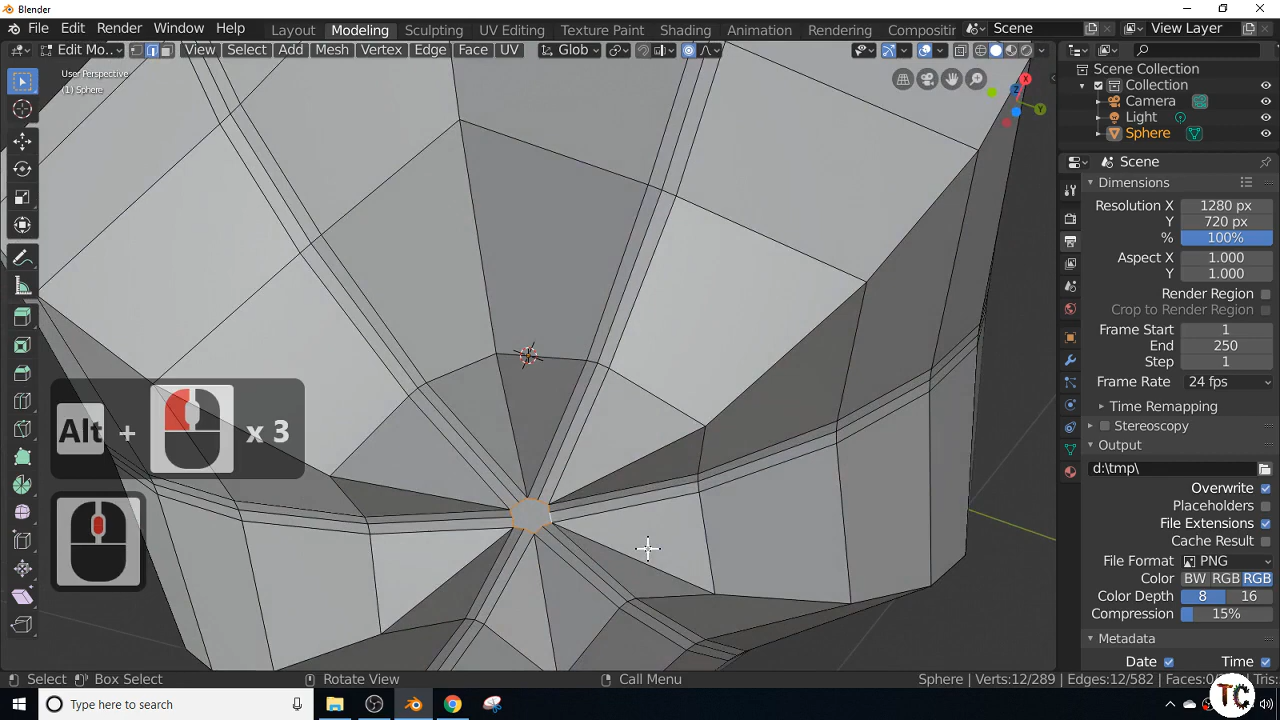 Blender
File Edit Render Window Help
Layout Modeling Sculpting UV Editing Texture Paint Shading Animation Rendering Compositir
Scene
View Layer
Edit Mo...
View Select Add Mesh Vertex Edge Face UV
Glob
User Perspective
(1) Sphere
X
Y
Z
Scene Collection
Collection
Camera
Light
Sphere
Scene
Dimensions
Resolution X 1280 px
Y 720 px
% 100%
Aspect X 1.000
Y 1.000
Render Region
Crop to Render Region
Frame Start 1
End 250
Step 1
Frame Rate 24 fps
Time Remapping
Stereoscopy
Output
d:\tmp\
Overwrite
Placeholders
File Extensions
Cache Result
File Format PNG
Color BW RGB RGB
Color Depth 8 16
Compression 15%
Metadata
Date Time
Alt + x 3
Select Box Select Rotate View Call Menu
Sphere | Verts:12/289 | Edges:12/582 | Faces:0/ | Tris:
Type here to search
TC